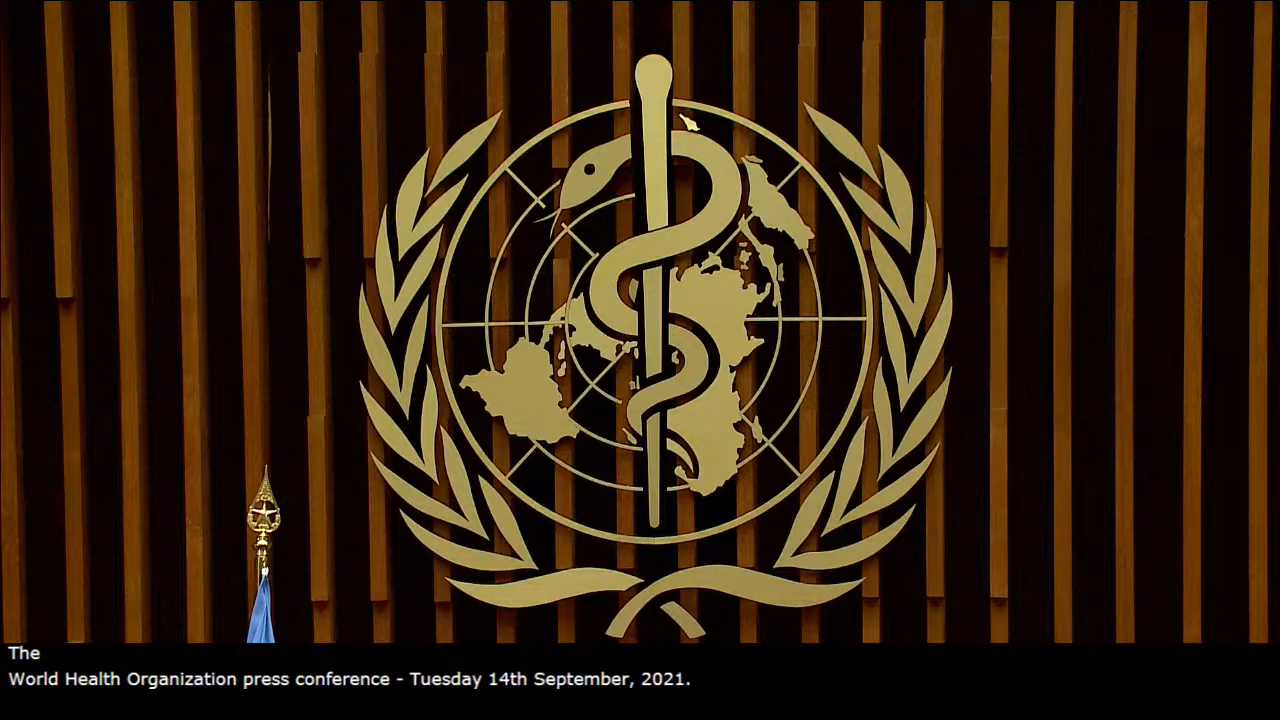 The
World Health Organization press conference - Tuesday 14th September, 2021.